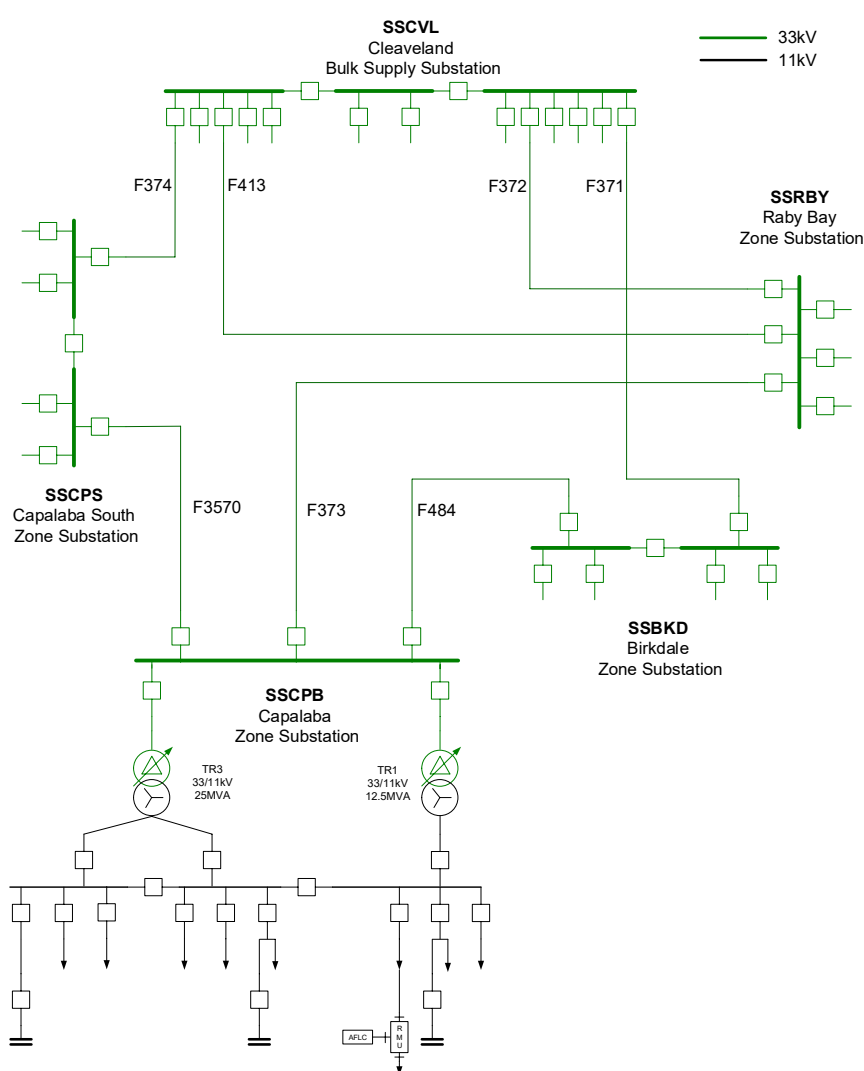 SSCVL
Cleaveland
Bulk Supply Substation
33kV
11kV
F374
F413
F372
F371
SSRBY
Raby Bay
Zone Substation
SSCPS
Capalaba South
Zone Substation
F3570
F373
F484
SSBKD
Birkdale
Zone Substation
SSCPB
Capalaba
Zone Substation
TR3
33/11kV
25MVA
TR1
33/11kV
12.5MVA
AFLC
R
M
U